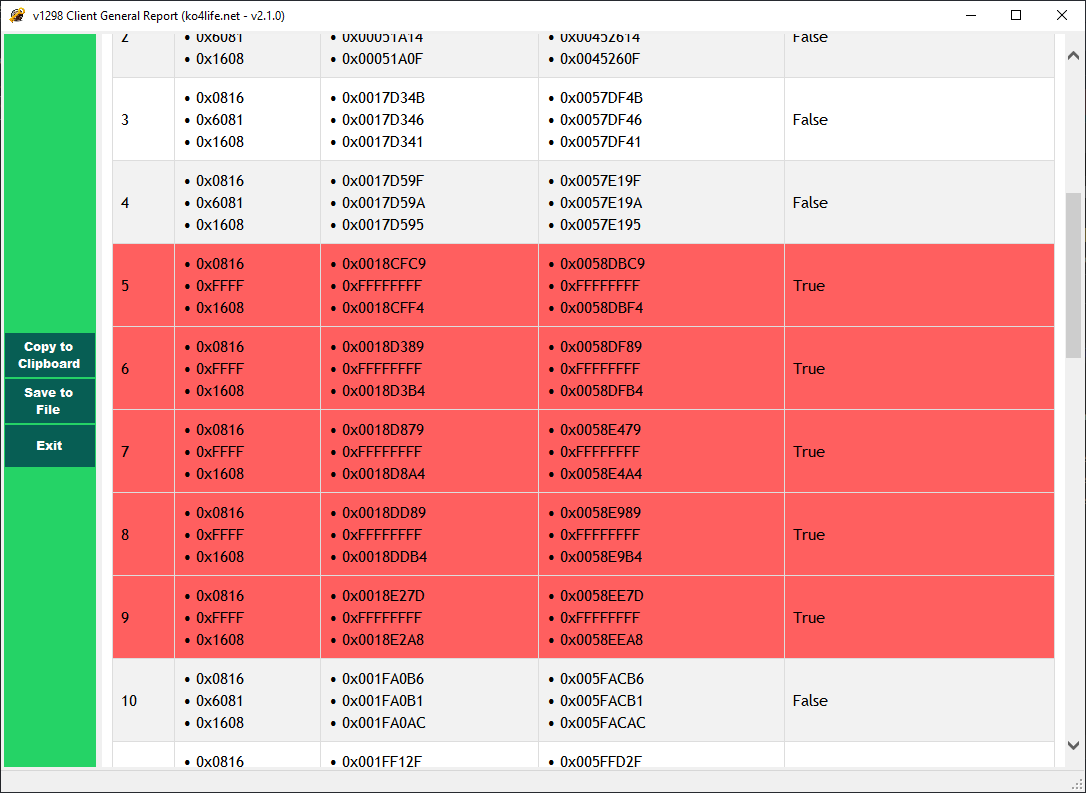 v1298 Client General Report (ko4life.net - v2.1.0)
2 • 0x6081 • 0x00051A14 • 0x00452614 False
• 0x1608 • 0x00051A0F • 0x0045260F
• 0x0816 • 0x0017D34B • 0x0057DF4B
3 • 0x6081 • 0x0017D346 • 0x0057DF46 False
• 0x1608 • 0x0017D341 • 0x0057DF41
• 0x0816 • 0x0017D59F • 0x0057E19F
4 • 0x6081 • 0x0017D59A • 0x0057E19A False
• 0x1608 • 0x0017D595 • 0x0057E195
• 0x0816 • 0x0018CFC9 • 0x0058DBC9
5 • 0xFFFF • 0xFFFFFFFF • 0xFFFFFFFF True
• 0x1608 • 0x0018CFF4 • 0x0058DBF4
• 0x0816 • 0x0018D389 • 0x0058DF89
6 • 0xFFFF • 0xFFFFFFFF • 0xFFFFFFFF True
• 0x1608 • 0x0018D3B4 • 0x0058DFB4
• 0x0816 • 0x0018D879 • 0x0058E479
7 • 0xFFFF • 0xFFFFFFFF • 0xFFFFFFFF True
• 0x1608 • 0x0018D8A4 • 0x0058E4A4
• 0x0816 • 0x0018DD89 • 0x0058E989
8 • 0xFFFF • 0xFFFFFFFF • 0xFFFFFFFF True
• 0x1608 • 0x0018DDB4 • 0x0058E9B4
• 0x0816 • 0x0018E27D • 0x0058EE7D
9 • 0xFFFF • 0xFFFFFFFF • 0xFFFFFFFF True
• 0x1608 • 0x0018E2A8 • 0x0058EEA8
• 0x0816 • 0x001FA0B6 • 0x005FACB6
10 • 0x6081 • 0x001FA0B1 • 0x005FACB1 False
• 0x1608 • 0x001FA0AC • 0x005FACAC
• 0x0816 • 0x001FF12F • 0x005FFD2F
Copy to
Clipboard
Save to
File
Exit